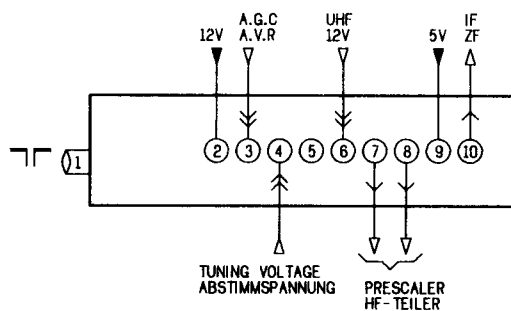 A.G.C
A.V.R
UHF
12V
IF
ZF
12V
5V
1
2 3 4 5 6 7 8 9 10
TUNING VOLTAGE
ABSTIMMSPANNUNG
PRESCALER
HF-TEILER